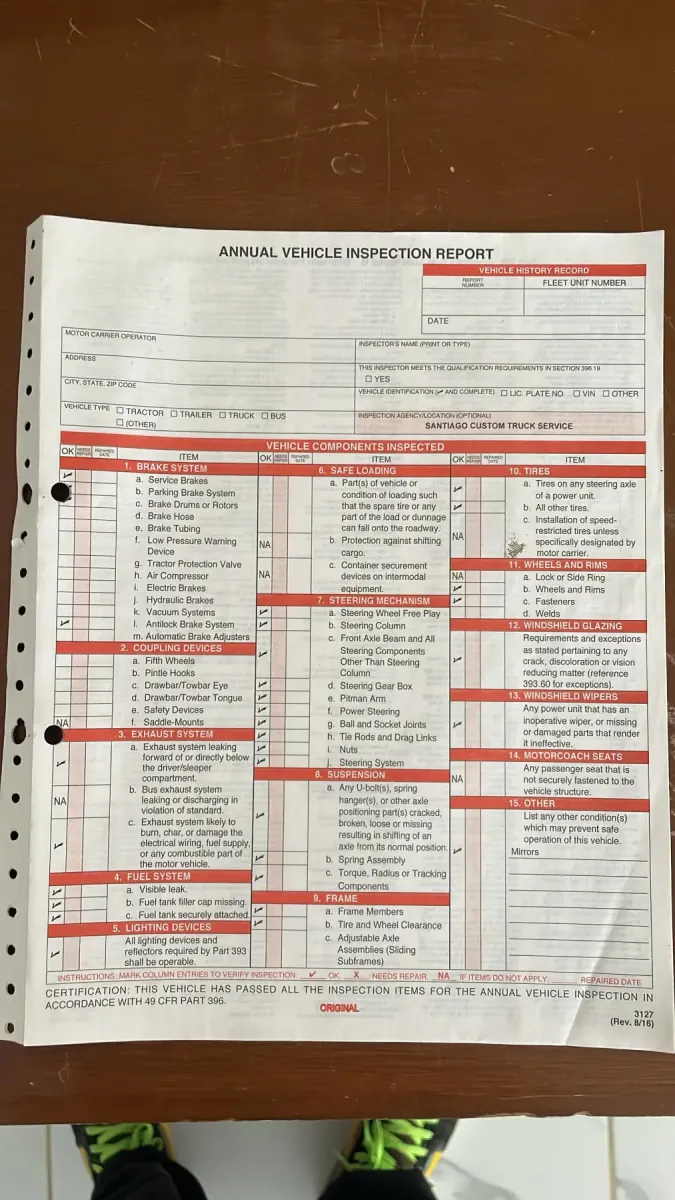 ANNUAL VEHICLE INSPECTION REPORT
VEHICLE HISTORY RECORD
REPORT NUMBER
FLEET UNIT NUMBER
DATE
MOTOR CARRIER OPERATOR
ADDRESS
CITY, STATE, ZIP CODE
VEHICLE TYPE ☐ TRACTOR ☐ TRAILER ☐ TRUCK ☐ BUS
☐ (OTHER)
INSPECTOR'S NAME (PRINT OR TYPE)
THIS INSPECTOR MEETS THE QUALIFICATION REQUIREMENTS IN SECTION 396.19.
☐ YES
VEHICLE IDENTIFICATION (✓ AND COMPLETE) ☐ LIC. PLATE NO. ☐ VIN ☐ OTHER
INSPECTION AGENCY/LOCATION (OPTIONAL)
SANTIAGO CUSTOM TRUCK SERVICE
VEHICLE COMPONENTS INSPECTED
OK NEEDS REPAIR REPAIRED DATE ITEM
1. BRAKE SYSTEM
✓ a. Service Brakes
b. Parking Brake System
c. Brake Drums or Rotors
d. Brake Hose
e. Brake Tubing
f. Low Pressure Warning
Device
g. Tractor Protection Valve
h. Air Compressor
i. Electric Brakes
j. Hydraulic Brakes
k. Vacuum Systems
✓ l. Antilock Brake System
m. Automatic Brake Adjusters
2. COUPLING DEVICES
a. Fifth Wheels
b. Pintle Hooks
c. Drawbar/Towbar Eye
d. Drawbar/Towbar Tongue
e. Safety Devices
NA f. Saddle-Mounts
3. EXHAUST SYSTEM
✓ a. Exhaust system leaking
forward of or directly below
the driver/sleeper
compartment.
NA b. Bus exhaust system
leaking or discharging in
violation of standard.
✓ c. Exhaust system likely to
burn, char, or damage the
electrical wiring, fuel supply,
or any combustible part of
the motor vehicle.
4. FUEL SYSTEM
✓ a. Visible leak.
✓ b. Fuel tank filler cap missing.
✓ c. Fuel tank securely attached.
5. LIGHTING DEVICES
✓ All lighting devices and
reflectors required by Part 393
shall be operable.
OK NEEDS REPAIR REPAIRED DATE ITEM
6. SAFE LOADING
a. Part(s) of vehicle or
condition of loading such
that the spare tire or any
part of the load or dunnage
can fall onto the roadway.
NA b. Protection against shifting
cargo.
NA c. Container securement
devices on intermodal
equipment.
7. STEERING MECHANISM
✓ a. Steering Wheel Free Play
✓ b. Steering Column
✓ c. Front Axle Beam and All
Steering Components
Other Than Steering
Column
✓ d. Steering Gear Box
✓ e. Pitman Arm
✓ f. Power Steering
✓ g. Ball and Socket Joints
✓ h. Tie Rods and Drag Links
✓ i. Nuts
✓ j. Steering System
8. SUSPENSION
✓ a. Any U-bolt(s), spring
hanger(s), or other axle
positioning part(s) cracked,
broken, loose or missing
resulting in shifting of an
axle from its normal position.
✓ b. Spring Assembly
✓ c. Torque, Radius or Tracking
Components
9. FRAME
✓ a. Frame Members
✓ b. Tire and Wheel Clearance
c. Adjustable Axle
Assemblies (Sliding
Subframes)
OK NEEDS REPAIR REPAIRED DATE ITEM
10. TIRES
✓ a. Tires on any steering axle
of a power unit.
✓ b. All other tires.
NA c. Installation of speed-
restricted tires unless
specifically designated by
motor carrier.
11. WHEELS AND RIMS
NA a. Lock or Side Ring
✓ b. Wheels and Rims
✓ c. Fasteners
d. Welds
12. WINDSHIELD GLAZING
✓ Requirements and exceptions
as stated pertaining to any
crack, discoloration or vision
reducing matter (reference
393.60 for exceptions).
13. WINDSHIELD WIPERS
✓ Any power unit that has an
inoperative wiper, or missing
or damaged parts that render
it ineffective.
14. MOTORCOACH SEATS
NA Any passenger seat that is
not securely fastened to the
vehicle structure.
15. OTHER
✓ List any other condition(s)
which may prevent safe
operation of this vehicle.
Mirrors
INSTRUCTIONS: MARK COLUMN ENTRIES TO VERIFY INSPECTION: ✓ OK, X NEEDS REPAIR, NA IF ITEMS DO NOT APPLY, REPAIRED DATE
CERTIFICATION: THIS VEHICLE HAS PASSED ALL THE INSPECTION ITEMS FOR THE ANNUAL VEHICLE INSPECTION IN
ACCORDANCE WITH 49 CFR PART 396.
ORIGINAL
3127
(Rev. 8/16)